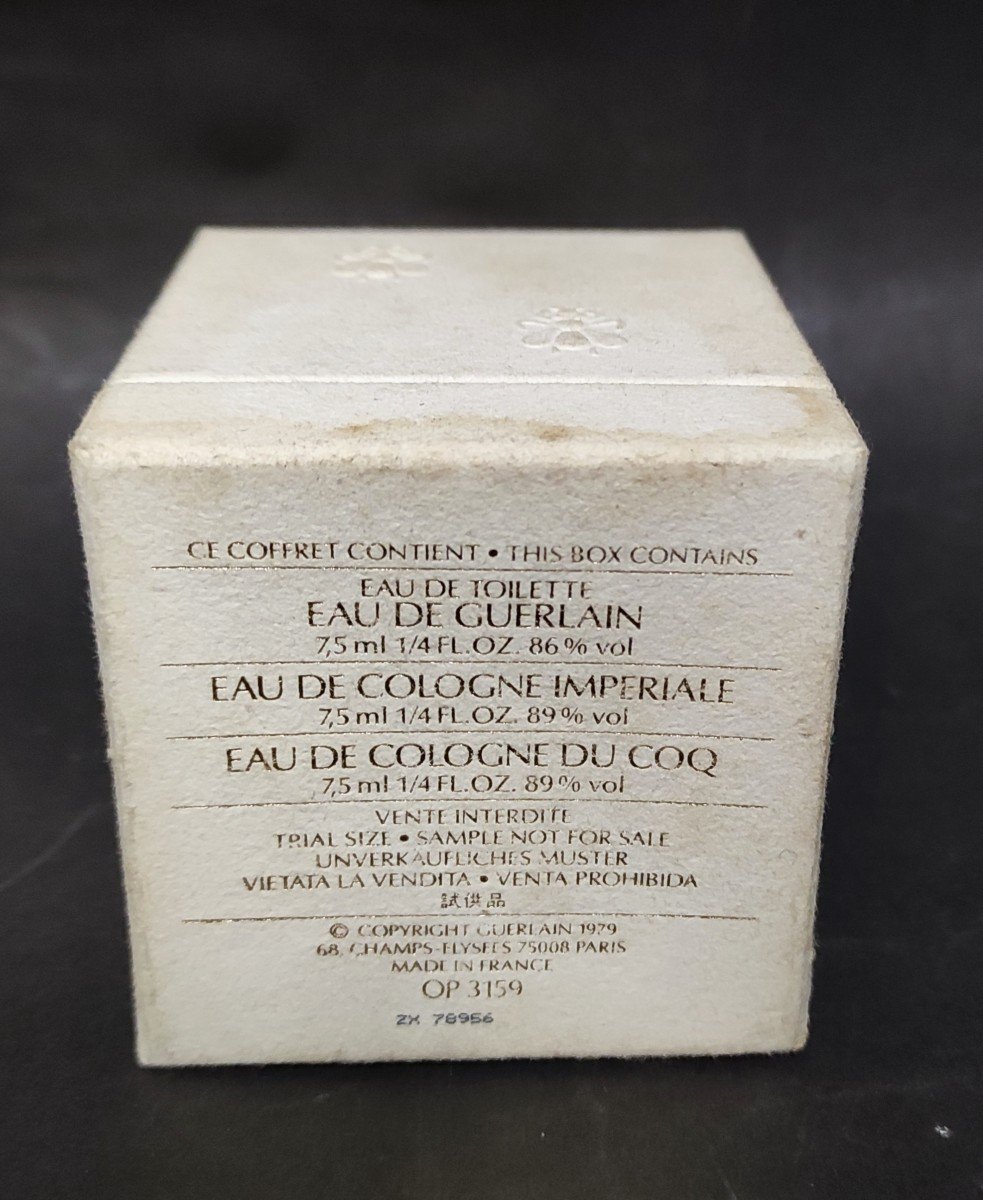 CE COFFRET CONTIENT • THIS BOX CONTAINS
EAU DE TOILETTE
EAU DE GUERLAIN
7,5 ml 1/4 FL.OZ. 86 % vol
EAU DE COLOGNE IMPERIALE
7,5 ml 1/4 FL.OZ. 89 % vol
EAU DE COLOGNE DU COQ
7,5 ml 1/4 FL.OZ. 89 % vol
VENTE INTERDITE
TRIAL SIZE • SAMPLE NOT FOR SALE
UNVERKAUFLICHES MUSTER
VIETATA LA VENDITA • VENTA PROHIBIDA
試供品
© COPYRIGHT GUERLAIN 1979
68, CHAMPS-ELYSEES 75008 PARIS
MADE IN FRANCE
OP 3159
2X 78956